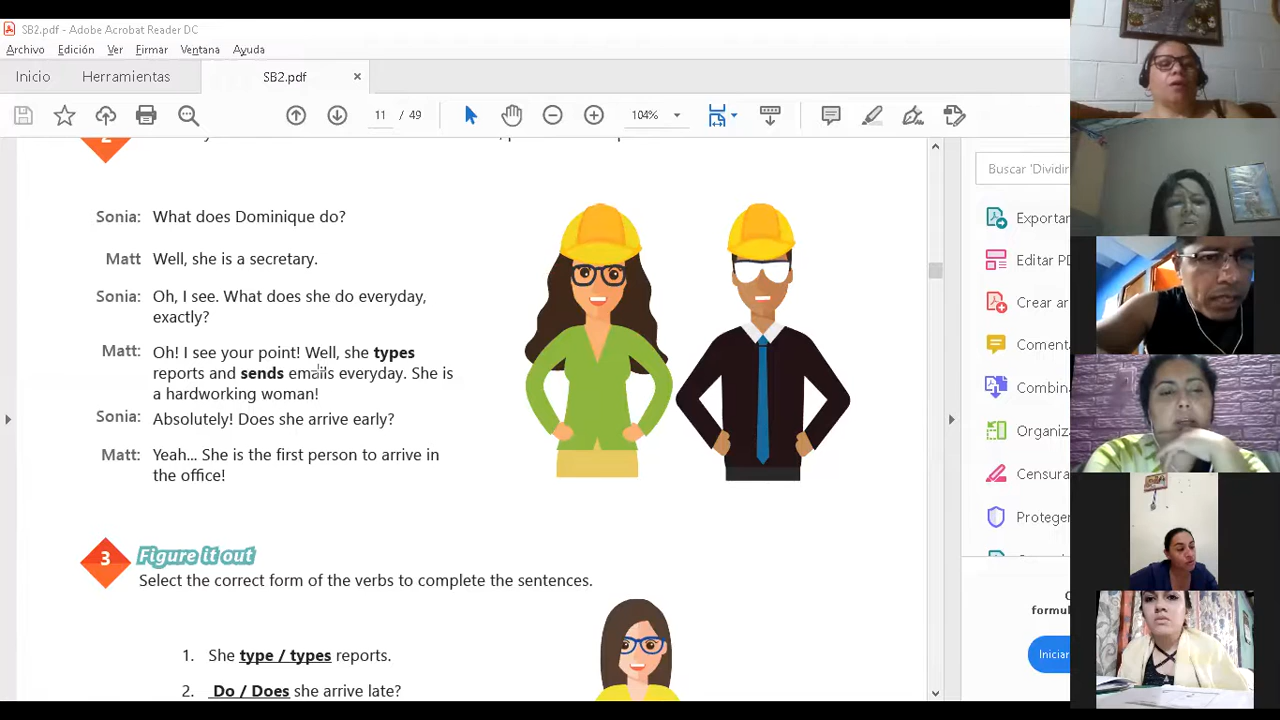 SB2.pdf - Adobe Acrobat Reader DC
Archivo Edición Ver Firmar Ventana Ayuda
Inicio Herramientas SB2.pdf ×
11 / 49 104%
Buscar 'Dividir
Sonia: What does Dominique do?
Exportar
Matt Well, she is a secretary.
Editar PD
Sonia: Oh, I see. What does she do everyday,
exactly?
Crear ar
Matt: Oh! I see your point! Well, she types
reports and sends emails everyday. She is
a hardworking woman!
Coment
Combin
Sonia: Absolutely! Does she arrive early?
Organiz
Matt: Yeah... She is the first person to arrive in
the office!
Censura
Proteger
3 Figure it out
Select the correct form of the verbs to complete the sentences.
formu
1. She type / types reports.
Iniciar
2. Do / Does she arrive late?